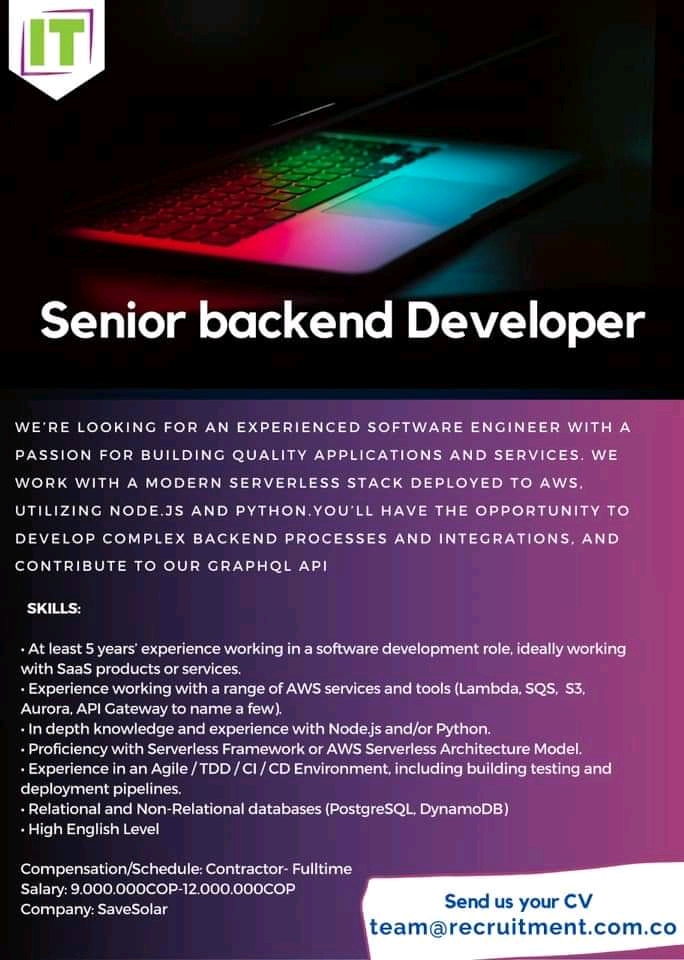 IT
Senior backend Developer
WE'RE LOOKING FOR AN EXPERIENCED SOFTWARE ENGINEER WITH A
PASSION FOR BUILDING QUALITY APPLICATIONS AND SERVICES. WE
WORK WITH A MODERN SERVERLESS STACK DEPLOYED TO AWS,
UTILIZING NODE.JS AND PYTHON.YOU'LL HAVE THE OPPORTUNITY TO
DEVELOP COMPLEX BACKEND PROCESSES AND INTEGRATIONS, AND
CONTRIBUTE TO OUR GRAPHQL API
SKILLS:
• At least 5 years' experience working in a software development role, ideally working
with SaaS products or services.
• Experience working with a range of AWS services and tools (Lambda, SQS, S3,
Aurora, API Gateway to name a few).
• In depth knowledge and experience with Node.js and/or Python.
• Proficiency with Serverless Framework or AWS Serverless Architecture Model.
• Experience in an Agile / TDD / CI / CD Environment, including building testing and
deployment pipelines.
• Relational and Non-Relational databases (PostgreSQL, DynamoDB)
• High English Level
Compensation/Schedule: Contractor- Fulltime
Salary: 9.000.000COP-12.000.000COP
Company: SaveSolar
Send us your CV
team@recruitment.com.co